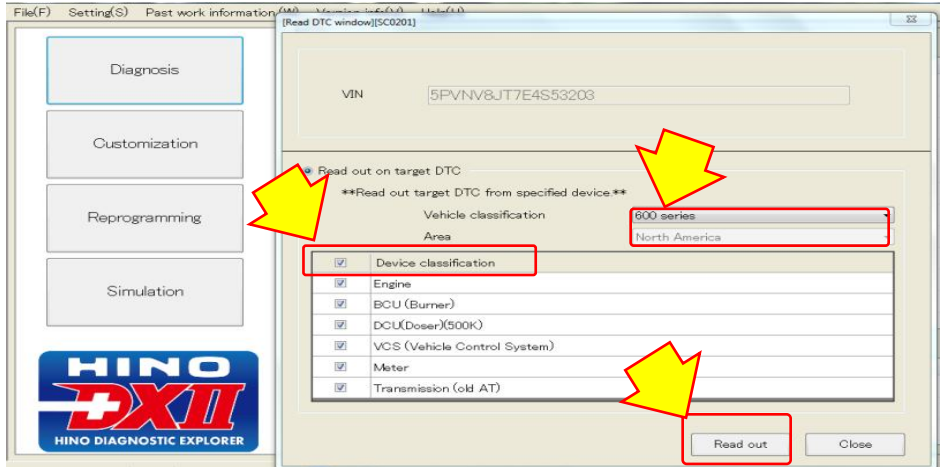 File(F) Setting(S) Past work information(W) Version info(V) Help(H)
[Read DTC window][SC0201]
Diagnosis
Customization
Reprogramming
Simulation
HINO
DXII
HINO DIAGNOSTIC EXPLORER
VIN 5PVNV8JT7E4S53203
Read out on target DTC
**Read out target DTC from specified device.**
Vehicle classification 600 series
Area North America
Device classification
Engine
BCU (Burner)
DCU(Doser)(500K)
VCS (Vehicle Control System)
Meter
Transmission (old AT)
Read out Close